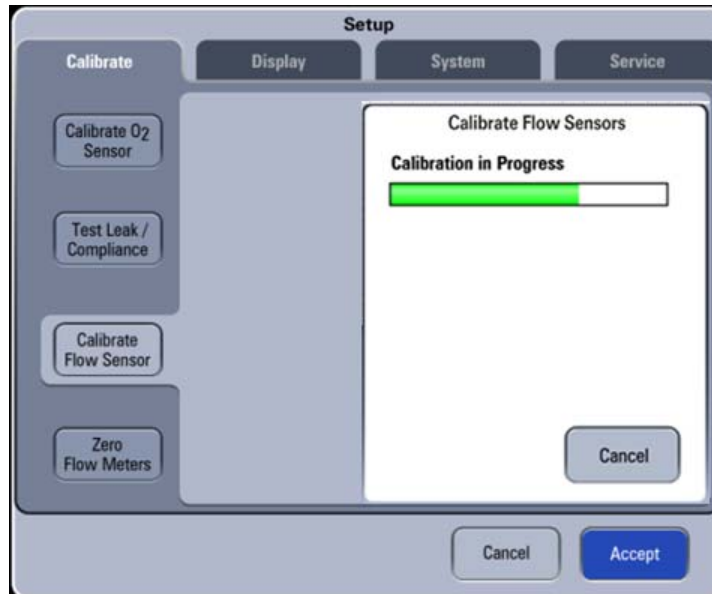 Setup
Calibrate
Display
System
Service
Calibrate O2
Sensor
Test Leak /
Compliance
Calibrate
Flow Sensor
Zero
Flow Meters
Calibrate Flow Sensors
Calibration in Progress
Cancel
Cancel
Accept